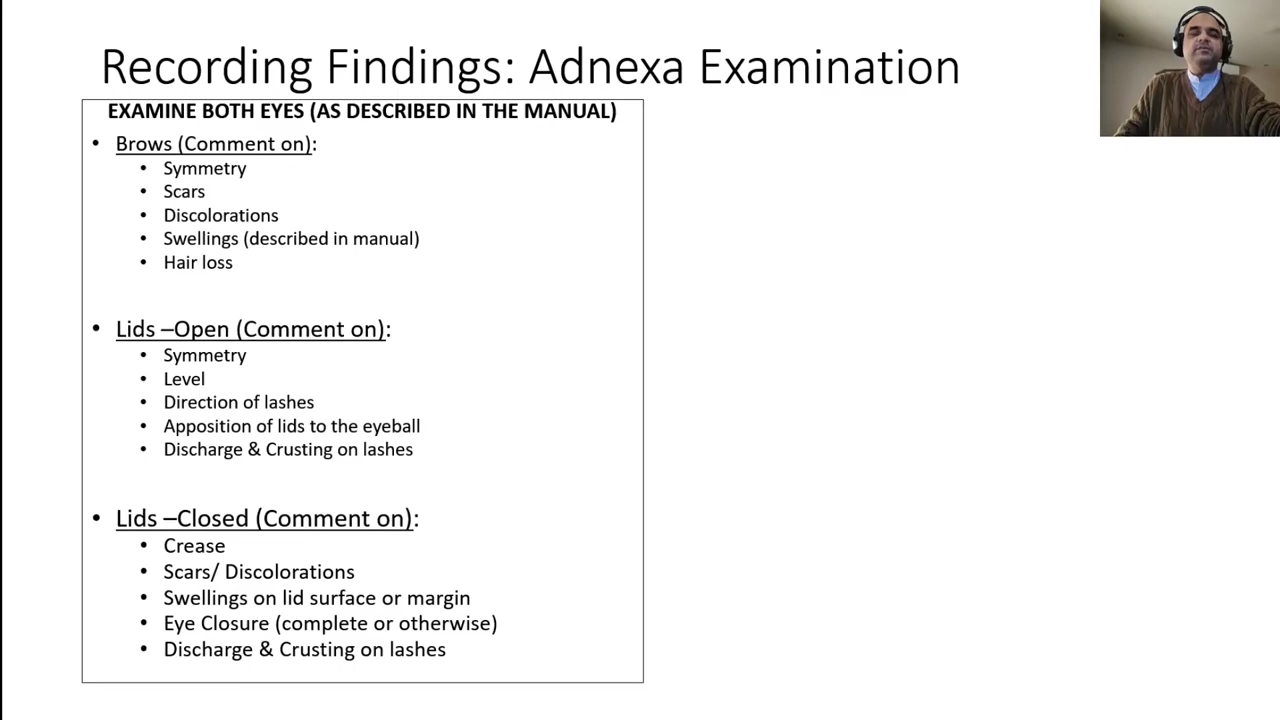 Recording Findings: Adnexa Examination
EXAMINE BOTH EYES (AS DESCRIBED IN THE MANUAL)
• Brows (Comment on):
• Symmetry
• Scars
• Discolorations
• Swellings (described in manual)
• Hair loss
• Lids –Open (Comment on):
• Symmetry
• Level
• Direction of lashes
• Apposition of lids to the eyeball
• Discharge & Crusting on lashes
• Lids –Closed (Comment on):
• Crease
• Scars/ Discolorations
• Swellings on lid surface or margin
• Eye Closure (complete or otherwise)
• Discharge & Crusting on lashes